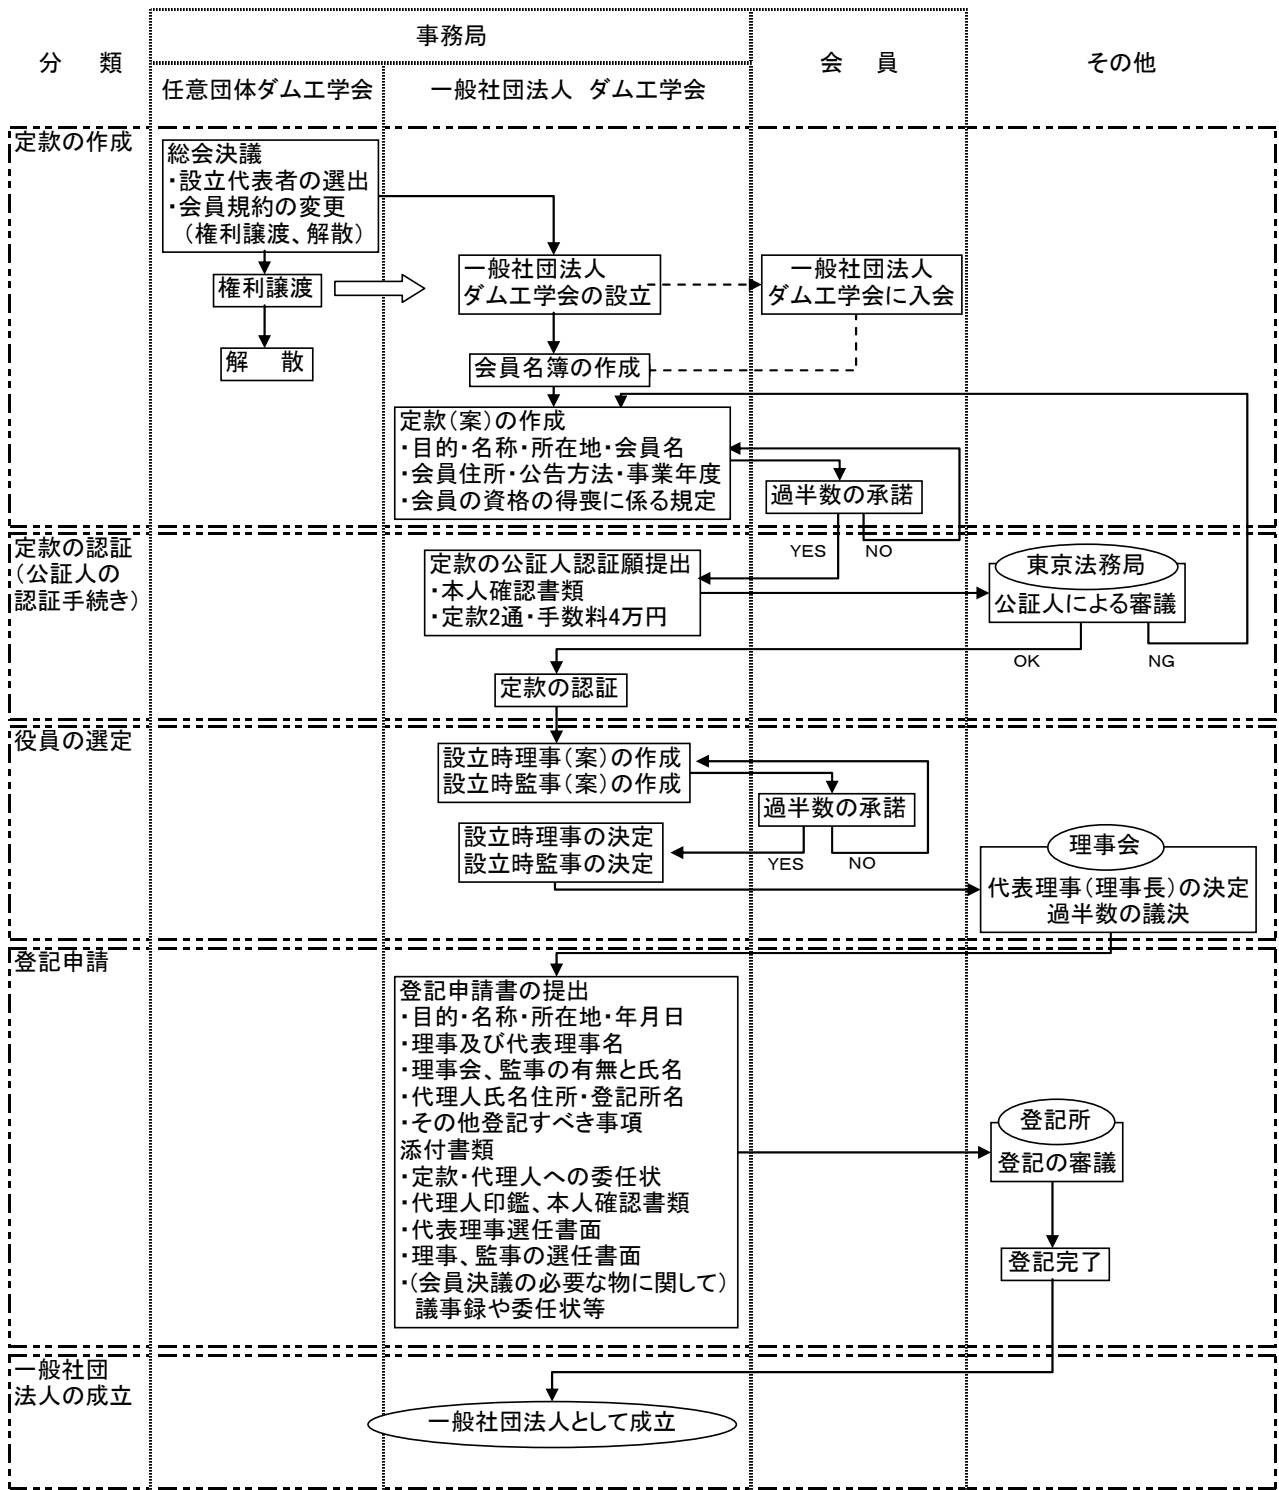 事務局
分　類
会　員
その他
任意団体ダム工学会
一般社団法人 ダム工学会
定款の作成
総会決議
・設立代表者の選出
・会員規約の変更
（権利譲渡、解散）
権利譲渡
一般社団法人
ダム工学会の設立
一般社団法人
ダム工学会に入会
解　散
会員名簿の作成
定款（案）の作成
・目的・名称・所在地・会員名
・会員住所・公告方法・事業年度
・会員の資格の得喪に係る規定
過半数の承諾
YES
NO
定款の認証
（公証人の
認証手続き）
定款の公証人認証願提出
・本人確認書類
・定款2通・手数料4万円
東京法務局
公証人による審議
OK
NG
定款の認証
役員の選定
設立時理事（案）の作成
設立時監事（案）の作成
過半数の承諾
YES
NO
設立時理事の決定
設立時監事の決定
理事会
代表理事（理事長）の決定
過半数の議決
登記申請
登記申請書の提出
・目的・名称・所在地・年月日
・理事及び代表理事名
・理事会、監事の有無と氏名
・代理人氏名住所・登記所名
・その他登記すべき事項
添付書類
・定款・代理人への委任状
・代理人印鑑、本人確認書類
・代表理事選任書面
・理事、監事の選任書面
・（会員決議の必要な物に関して）
議事録や委任状等
登記所
登記の審議
登記完了
一般社団
法人の成立
一般社団法人として成立